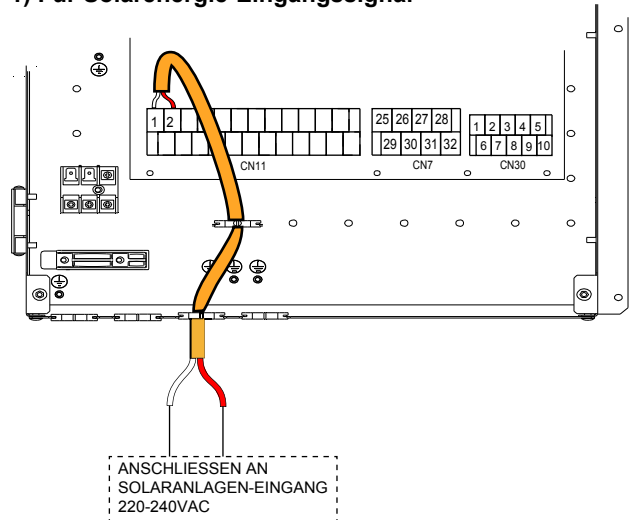 1) Für Solarenergie-Eingangssignal
1 2
25 26 27 28
29 30 31 32
1 2 3 4 5
6 7 8 9 10
CN11
CN7
CN30
ANSCHLIESSEN AN
SOLARANLAGEN-EINGANG
220-240VAC